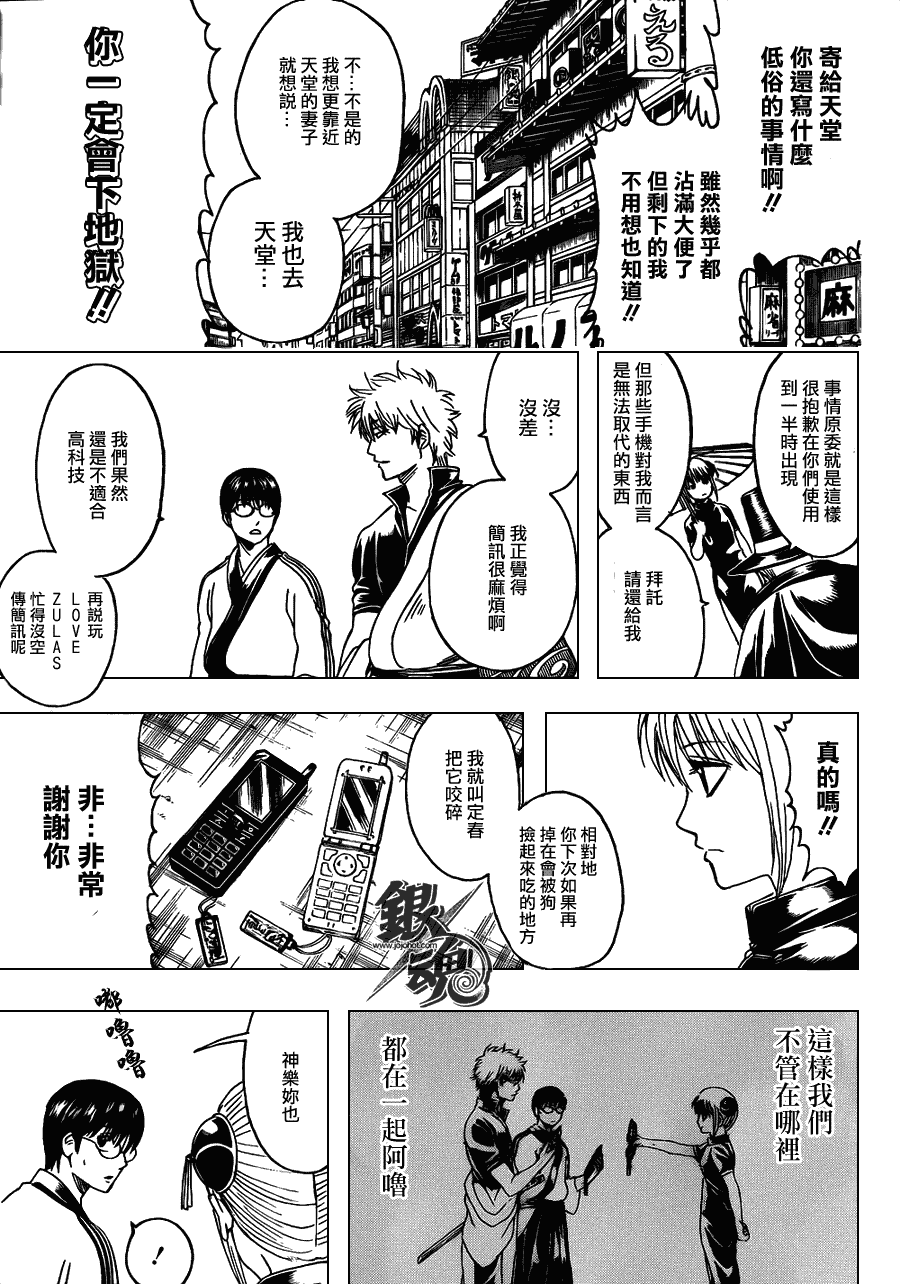 寄給天堂
你還寫什麼
低俗的事情啊!!
雖然幾乎都
沾滿大便了
但剩下的我
不用想也知道!!
不…不是的
我想更靠近
天堂的妻子
就想說…
我也去
天堂…
你一定會下地獄!!
える
麻
麻雀
事情原委就是這樣
很抱歉在你們使用
到一半時出現
但那些手機對我而言
是無法取代的東西
拜託
請還給我
沒…
沒差
我正覺得
簡訊很麻煩啊
我們果然
還是不適合
高科技
再說玩
LOVE
ZULAS
忙得沒空
傳簡訊呢
真的嗎!!
相對地
你下次如果再
掉在會被狗
撿起來吃的地方
我就叫定春
把它咬碎
非…非常
謝謝你
銀魂
www.jojohot.com
這樣我們
不管在哪裡
都在一起阿嚕
神樂妳也
嘟嚕嚕
!